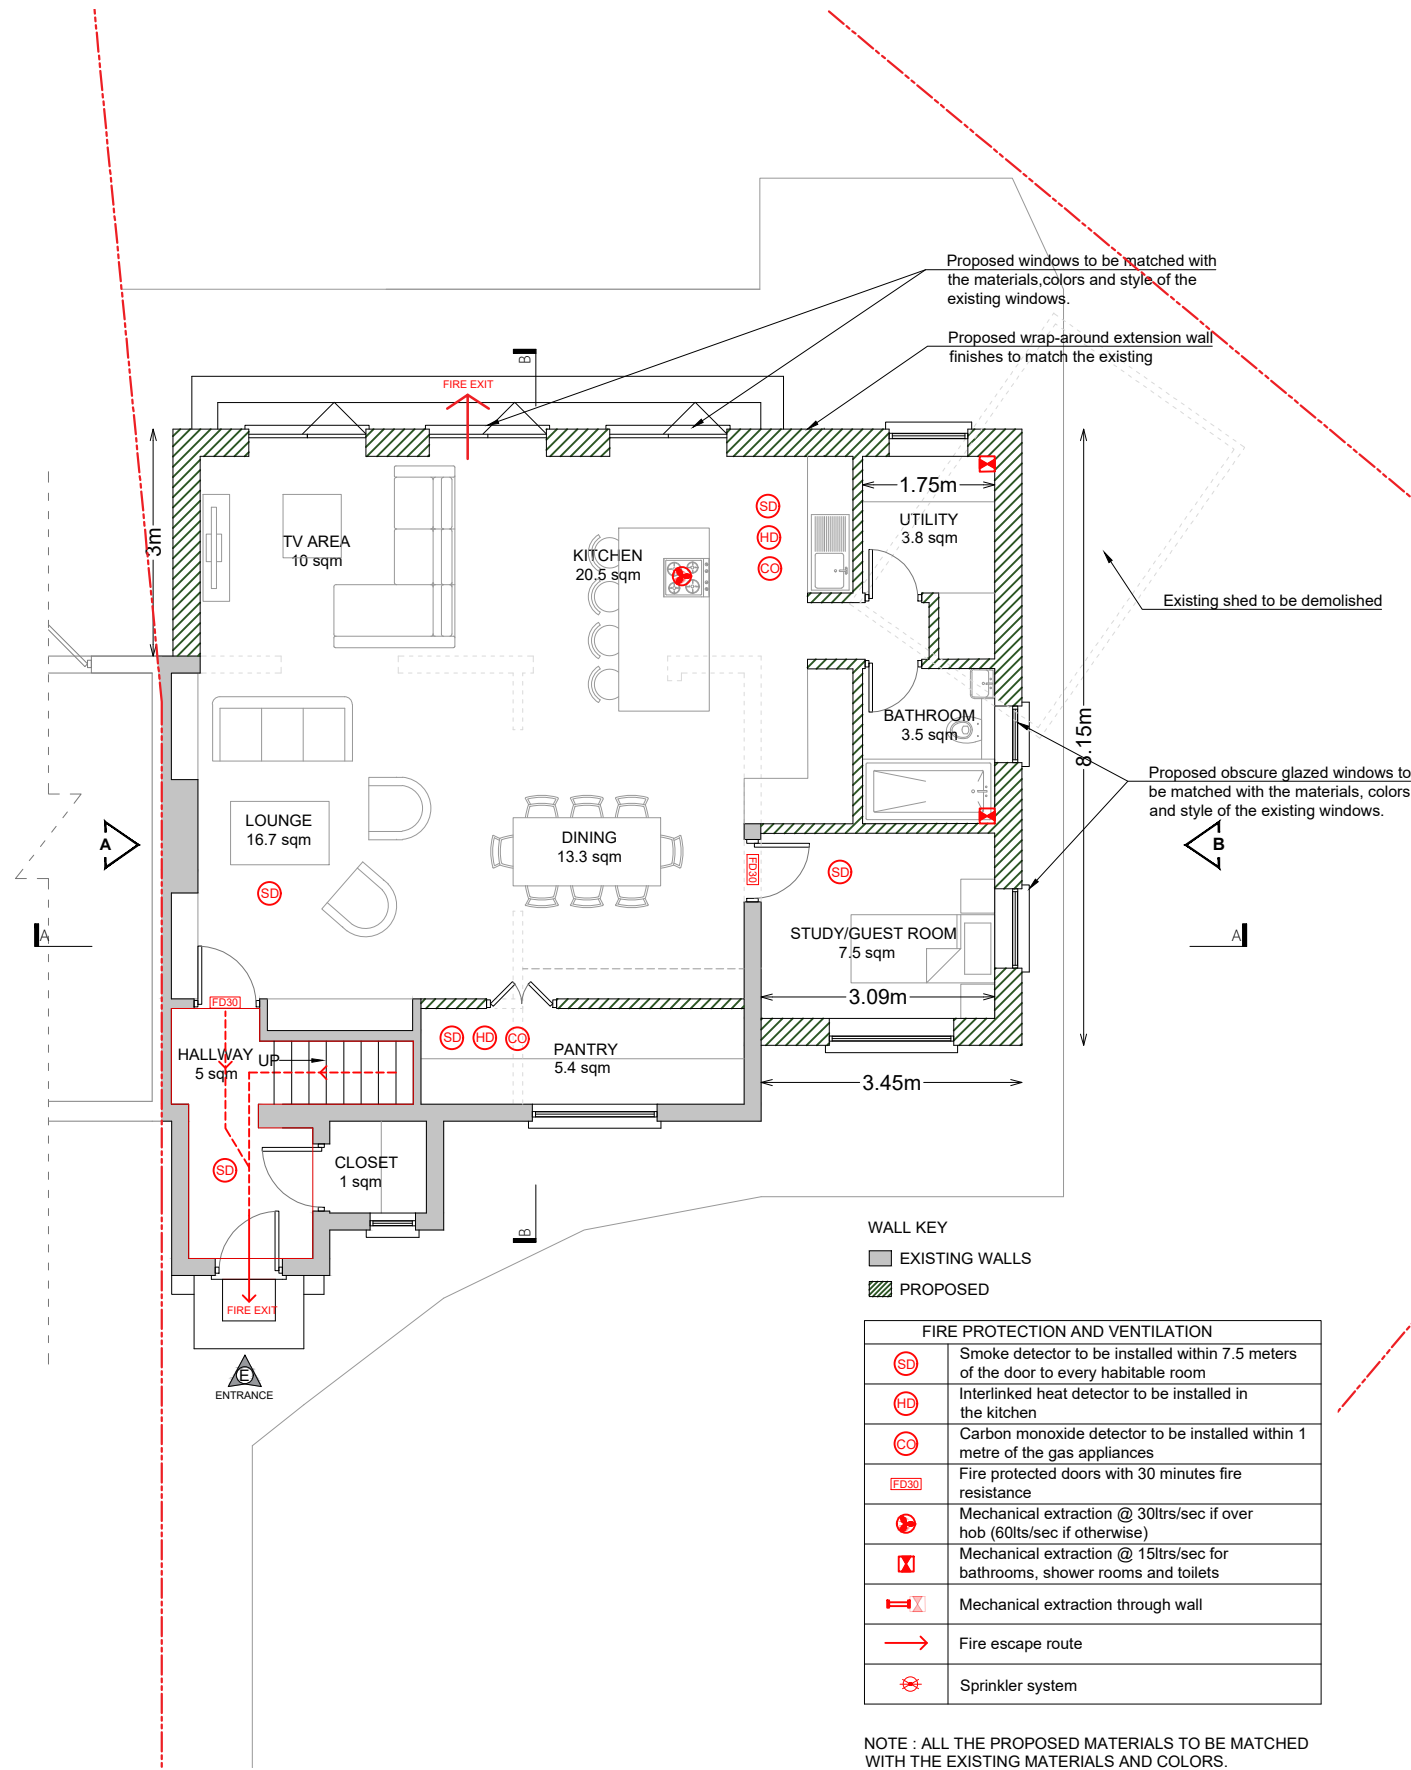 Proposed windows to be matched with
the materials,colors and style of the
existing windows.
Proposed wrap-around extension wall
finishes to match the existing
B
FIRE EXIT
3m
1.75m
UTILITY
3.8 sqm
SD
HD
CO
TV AREA
10 sqm
KITCHEN
20.5 sqm
Existing shed to be demolished
BATHROOM
3.5 sqm
8.15m
Proposed obscure glazed windows to
be matched with the materials, colors
and style of the existing windows.
LOUNGE
16.7 sqm
DINING
13.3 sqm
A
B
FD30
SD
SD
STUDY/GUEST ROOM
7.5 sqm
A
A
3.09m
FD30
SD
HD
CO
HALLWAY
5 sqm
UP
PANTRY
5.4 sqm
3.45m
SD
CLOSET
1 sqm
B
FIRE EXIT
E
ENTRANCE
WALL KEY
EXISTING WALLS
PROPOSED
FIRE PROTECTION AND VENTILATION
SD
Smoke detector to be installed within 7.5 meters
of the door to every habitable room
HD
Interlinked heat detector to be installed in
the kitchen
CO
Carbon monoxide detector to be installed within 1
metre of the gas appliances
FD30
Fire protected doors with 30 minutes fire
resistance
Mechanical extraction @ 30ltrs/sec if over
hob (60lts/sec if otherwise)
Mechanical extraction @ 15ltrs/sec for
bathrooms, shower rooms and toilets
Mechanical extraction through wall
Fire escape route
Sprinkler system
NOTE : ALL THE PROPOSED MATERIALS TO BE MATCHED
WITH THE EXISTING MATERIALS AND COLORS.